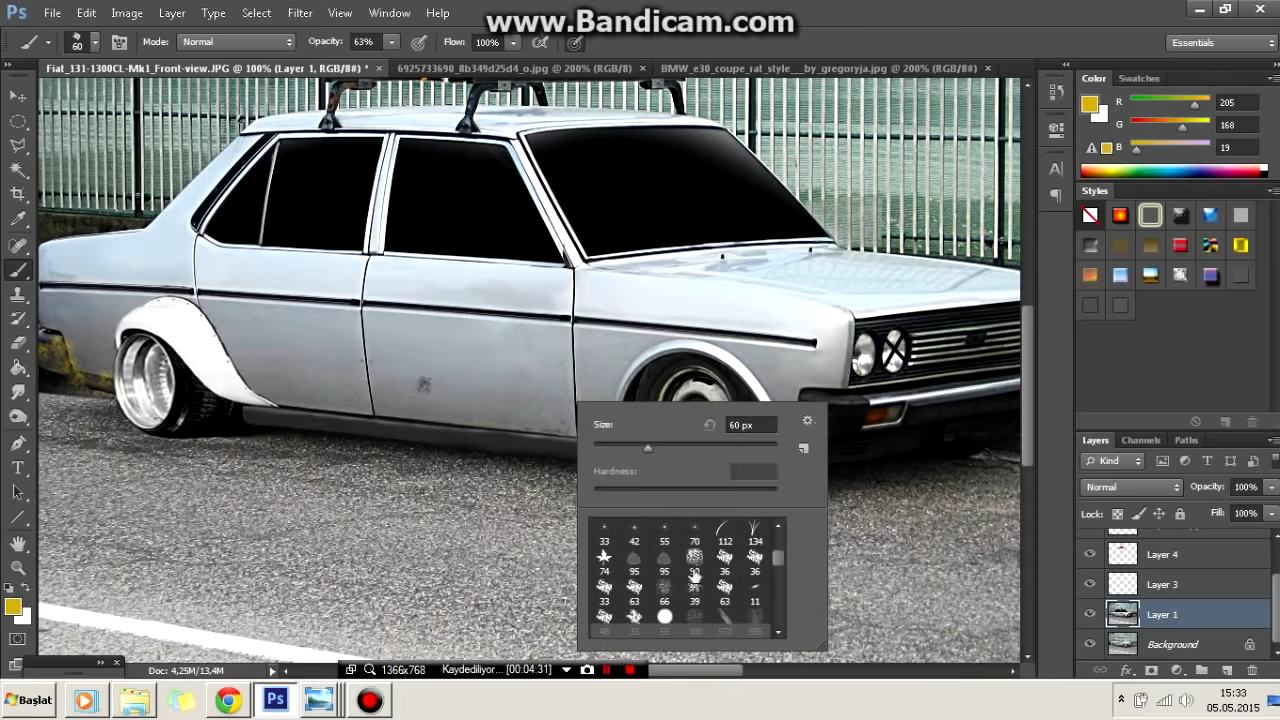 www.Bandicam.com
Ps File Edit Image Layer Type Select Filter View Window Help
60 Mode: Normal Opacity: 63% Flow: 100% Essentials
Fiat_131-1300CL-Mk1_Front-view.JPG @ 100% (Layer 1, RGB/8#) * × 6925733690_8b349d25d4_o.jpg @ 200% (RGB/8) × BMW_e30_coupe_rat_style___by_gregoryja.jpg @ 200% (RGB/8#) ×
Color Swatches
R 205
G 168
B 19
Styles
Size: 60 px
Hardness:
33 42 55 70 112 134
74 95 95 36 36
33 63 66 39 63 11
Layers Channels Paths
Kind
Normal Opacity: 100%
Lock: Fill: 100%
Layer 4
Layer 3
Layer 1
Background
Doc: 4,25M/13,4M 1366x768 Kaydediliyor... [00:04:31]
Başlat
15:33
05.05.2015